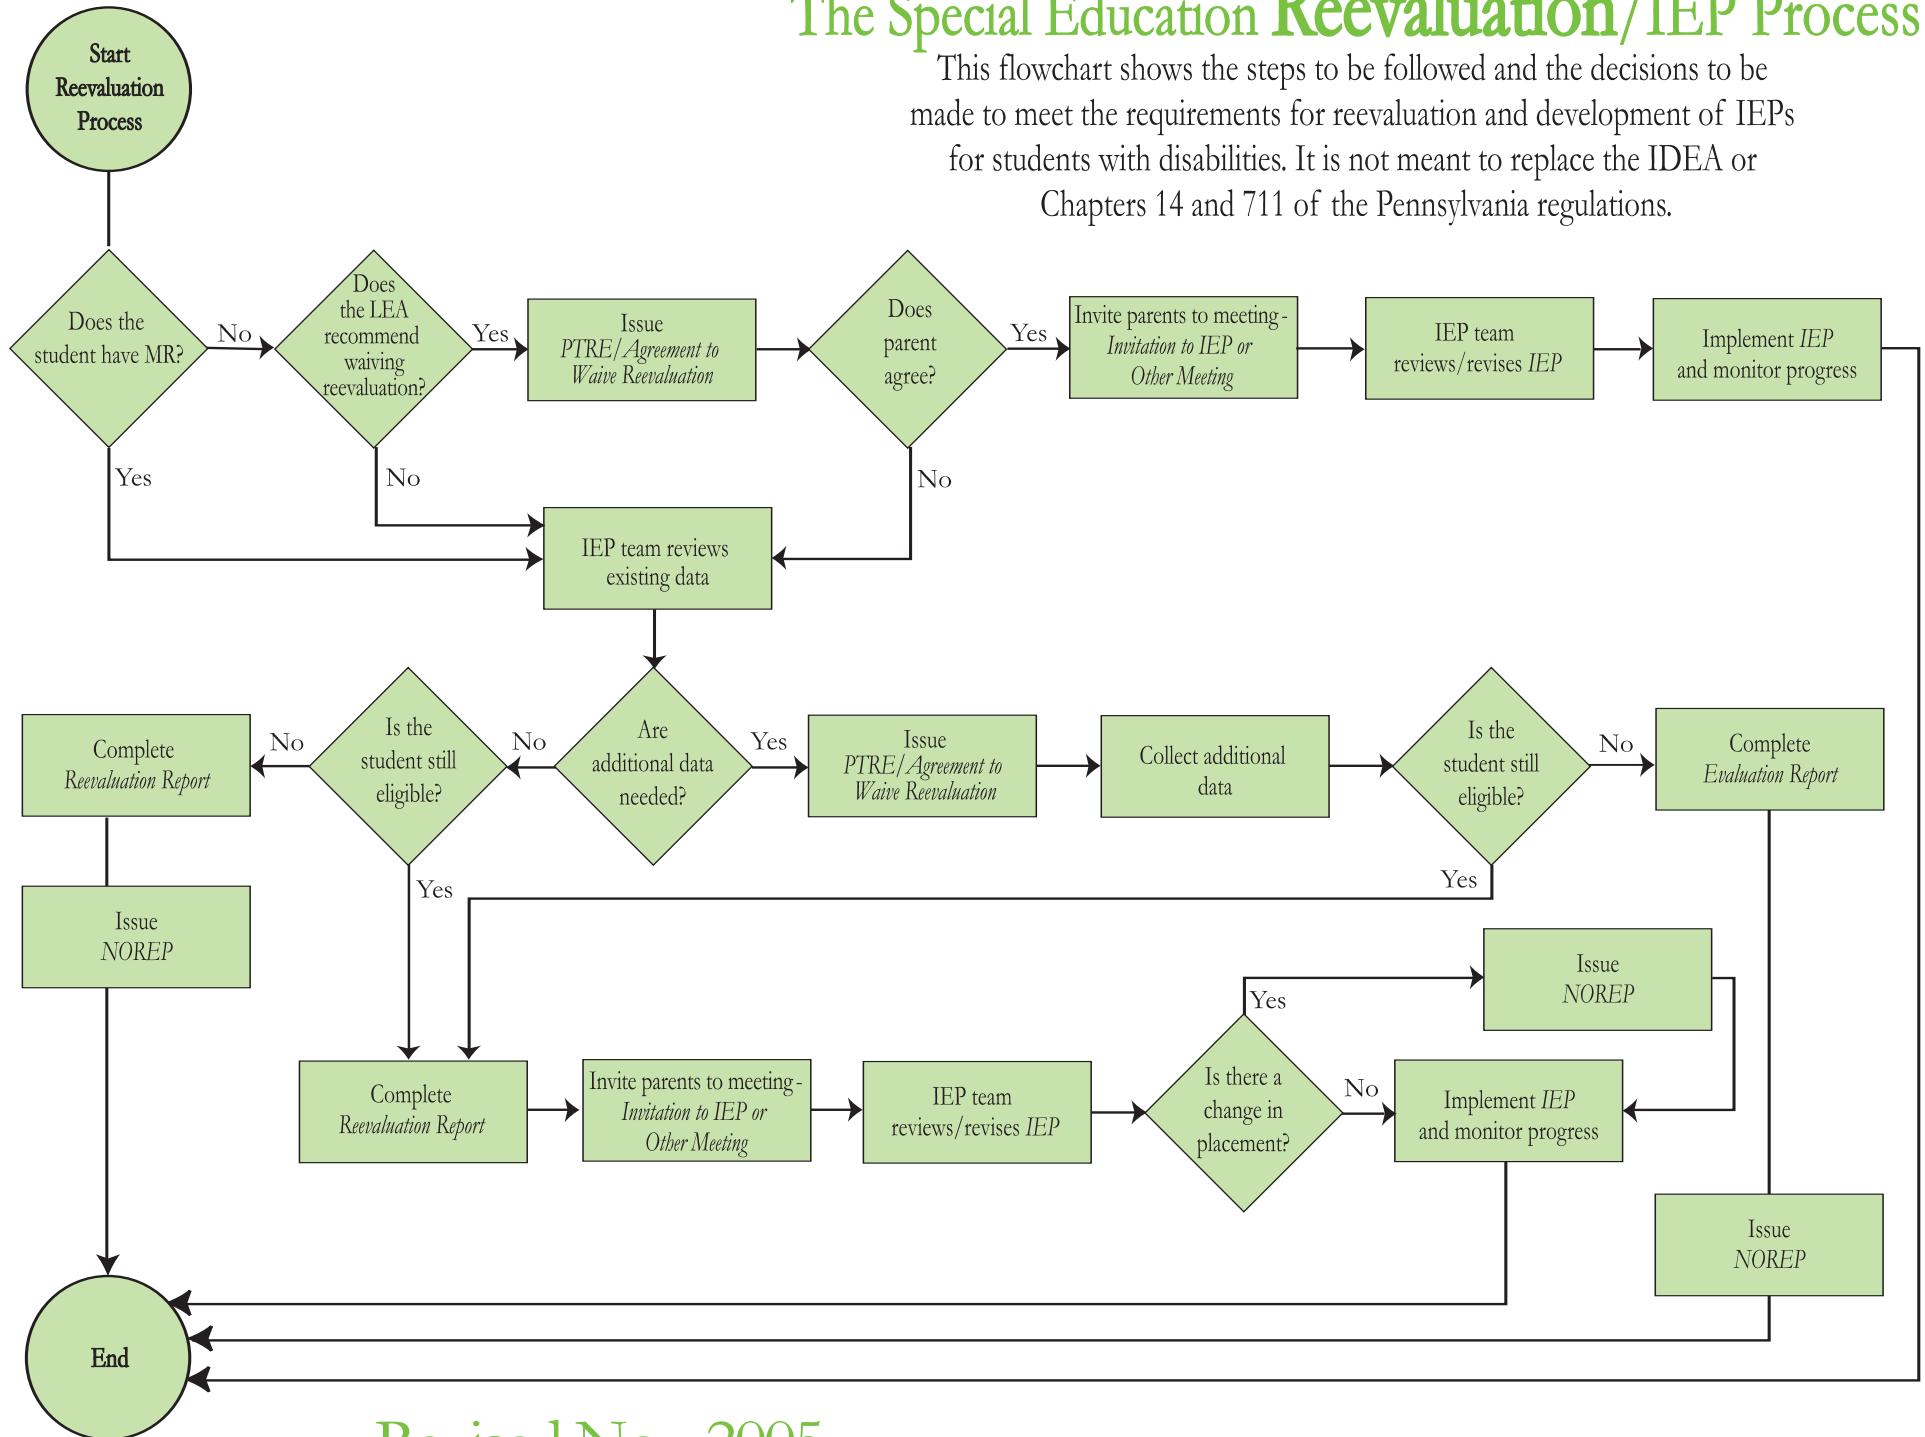 The Special Education Reevaluation/IEP Process
This flowchart shows the steps to be followed and the decisions to be
made to meet the requirements for reevaluation and development of IEPs
for students with disabilities. It is not meant to replace the IDEA or
Chapters 14 and 711 of the Pennsylvania regulations.
Start
Reevaluation
Process
Does the
student have MR?
No
Yes
Does
the LEA
recommend
waiving
reevaluation?
Yes
No
Issue
PTRE/Agreement to
Waive Reevaluation
Does
parent
agree?
Yes
No
Invite parents to meeting-
Invitation to IEP or
Other Meeting
IEP team
reviews/revises IEP
Implement IEP
and monitor progress
IEP team reviews
existing data
Complete
Reevaluation Report
No
Is the
student still
eligible?
Yes
No
Are
additional data
needed?
Yes
Issue
PTRE/Agreement to
Waive Reevaluation
Collect additional
data
Is the
student still
eligible?
Yes
No
Complete
Evaluation Report
Issue
NOREP
Complete
Reevaluation Report
Invite parents to meeting-
Invitation to IEP or
Other Meeting
IEP team
reviews/revises IEP
Is there a
change in
placement?
Yes
No
Issue
NOREP
Implement IEP
and monitor progress
Issue
NOREP
End
Revised Nov. 2005